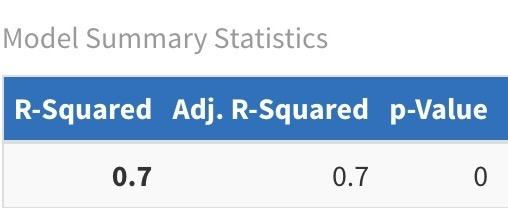 Model Summary Statistics
R-Squared Adj. R-Squared p-Value
0.7 0.7 0